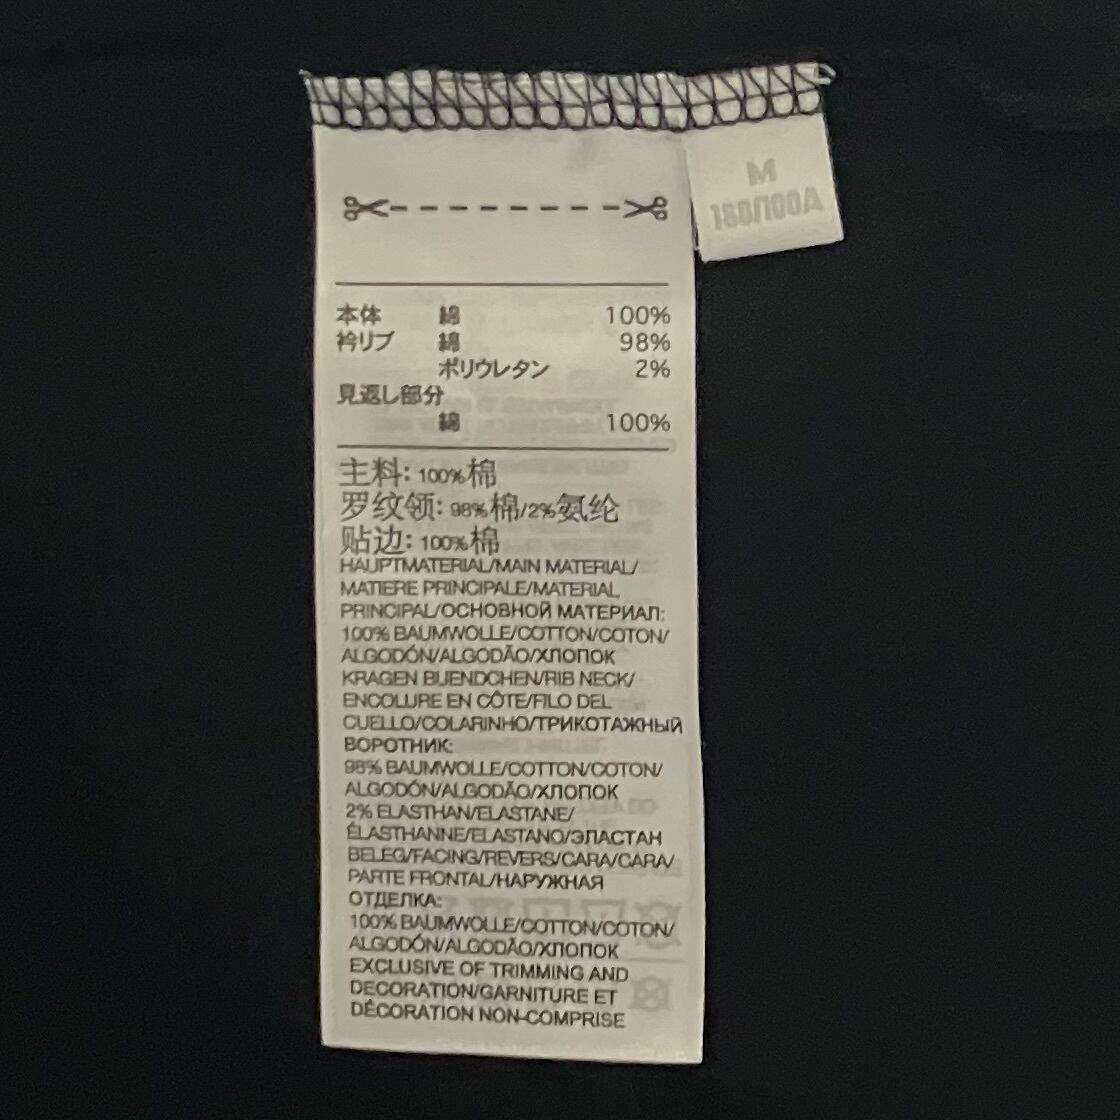 M
本体 綿 100%
衿リブ 綿 98%
ポリウレタン 2%
見返し部分
綿 100%
主料: 100%棉
罗纹领: 98%棉/2%氨纶
贴边: 100%棉
HAUPTMATERIAL/MAIN MATERIAL/
MATIERE PRINCIPALE/MATERIAL
PRINCIPAL/ОСНОВНОЙ МАТЕРИАЛ:
100% BAUMWOLLE/COTTON/COTON/
ALGODÓN/ALGODÃO/ХЛОПОК
KRAGEN BUENDCHEN/RIB NECK/
ENCOLURE EN CÔTE/FILO DEL
CUELLO/COLARINHO/ТРИКОТАЖНЫЙ
ВОРОТНИК:
98% BAUMWOLLE/COTTON/COTON/
ALGODÓN/ALGODÃO/ХЛОПОК
2% ELASTHAN/ELASTANE/
ÉLASTHANNE/ELASTANO/ЭЛАСТАН
BELEG/FACING/REVERS/CARA/CARA/
PARTE FRONTAL/НАРУЖНАЯ
ОТДЕЛКА:
100% BAUMWOLLE/COTTON/COTON/
ALGODÓN/ALGODÃO/ХЛОПОК
EXCLUSIVE OF TRIMMING AND
DECORATION/GARNITURE ET
DÉCORATION NON-COMPRISE